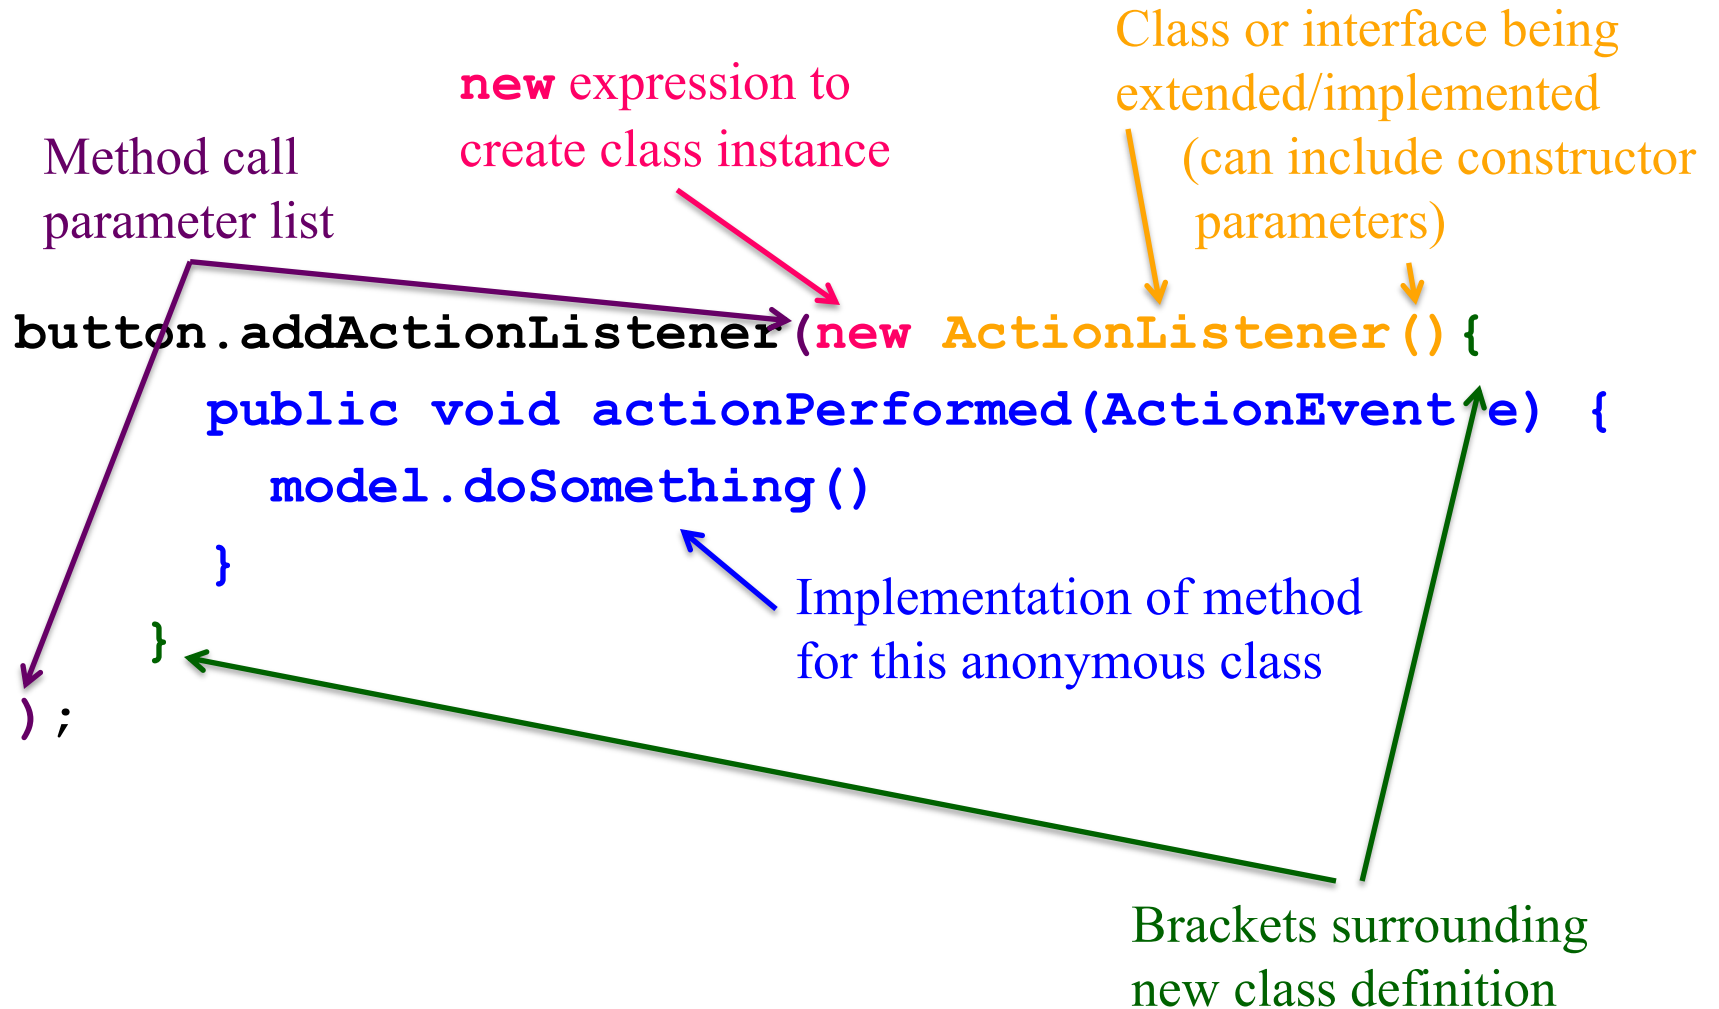 Class or interface being
extended/implemented
(can include constructor
parameters)
new expression to
create class instance
Method call
parameter list
button.addActionListener(new ActionListener(){
public void actionPerformed(ActionEvent e) {
model.doSomething()
}
}
);
Implementation of method
for this anonymous class
Brackets surrounding
new class definition